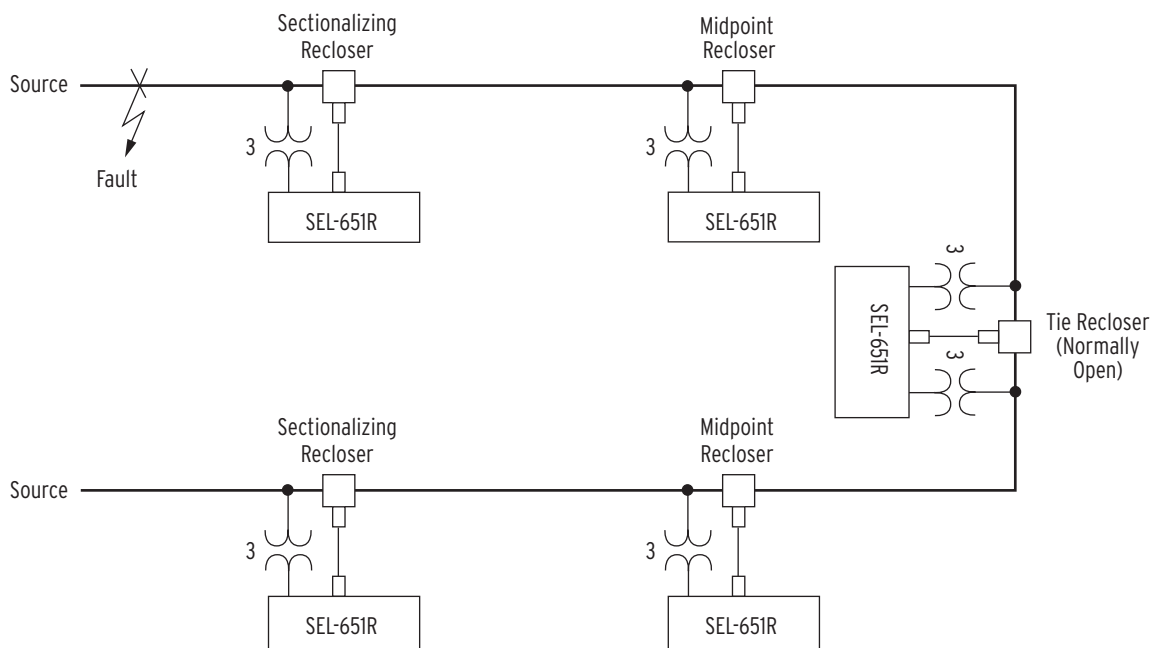 Sectionalizing
Recloser
Midpoint
Recloser
Source
Fault
3
3
SEL-651R
SEL-651R
3
SEL-651R
3
Tie Recloser
(Normally
Open)
Sectionalizing
Recloser
Midpoint
Recloser
Source
3
3
SEL-651R
SEL-651R